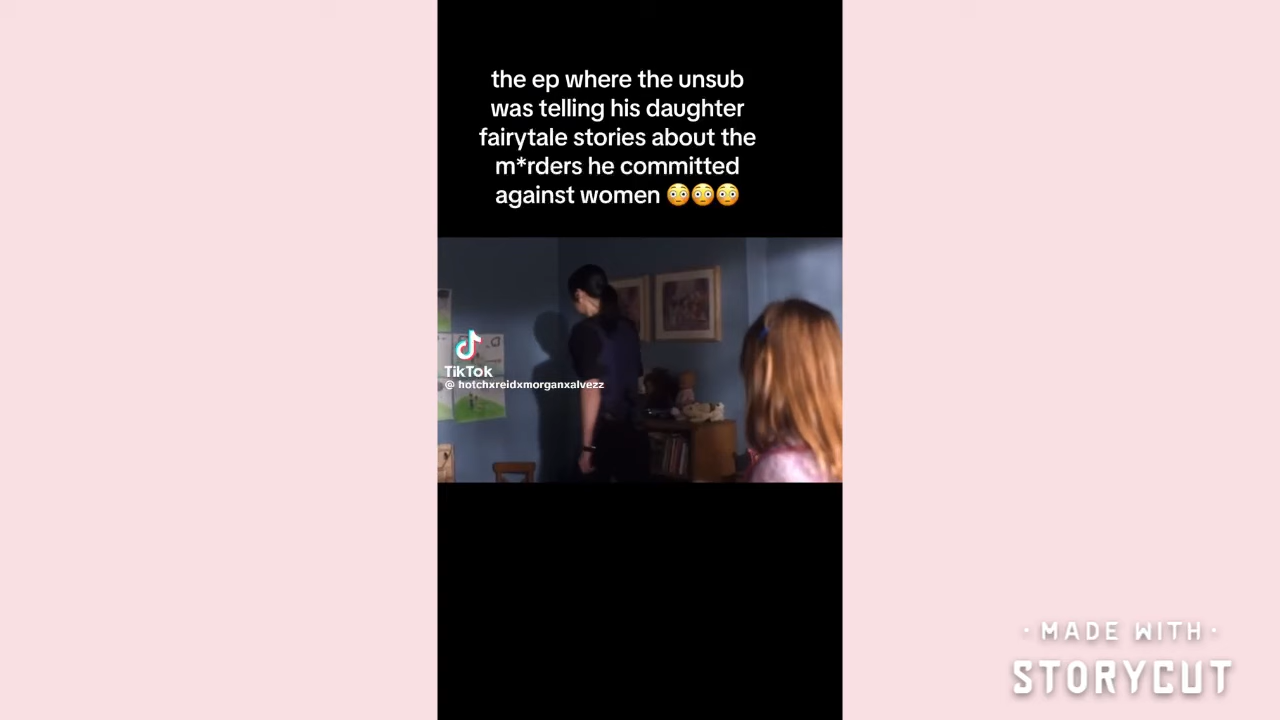 the ep where the unsub
was telling his daughter
fairytale stories about the
m*rders he committed
against women 😳😳😳
TikTok
@ hotchxreidxmorganxalvezz
· MADE WITH ·
STORYCUT